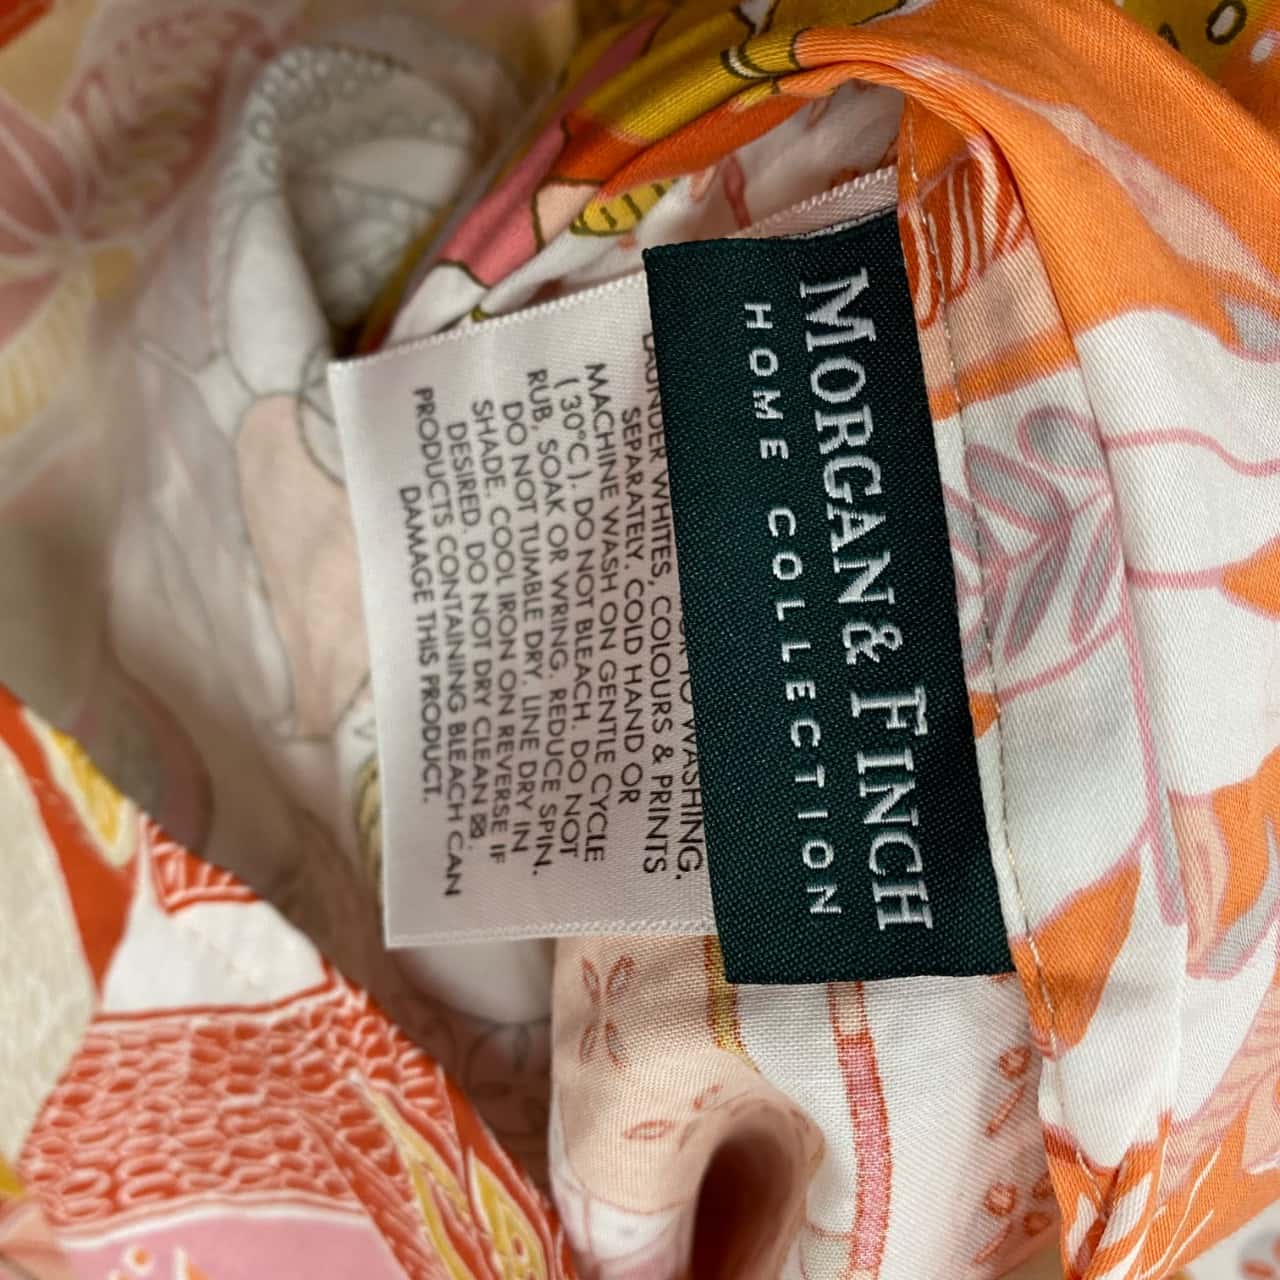 MORGAN & FINCH
HOME COLLECTION
TO WASHING.
LAUNDER WHITES, COLOURS & PRINTS
SEPARATELY. COLD HAND OR
MACHINE WASH ON GENTLE CYCLE
(30°C). DO NOT BLEACH. DO NOT
RUB, SOAK OR WRING. REDUCE SPIN.
DO NOT TUMBLE DRY. LINE DRY IN
SHADE. COOL IRON ON REVERSE IF
DESIRED. DO NOT DRY CLEAN.
PRODUCTS CONTAINING BLEACH CAN
DAMAGE THIS PRODUCT.